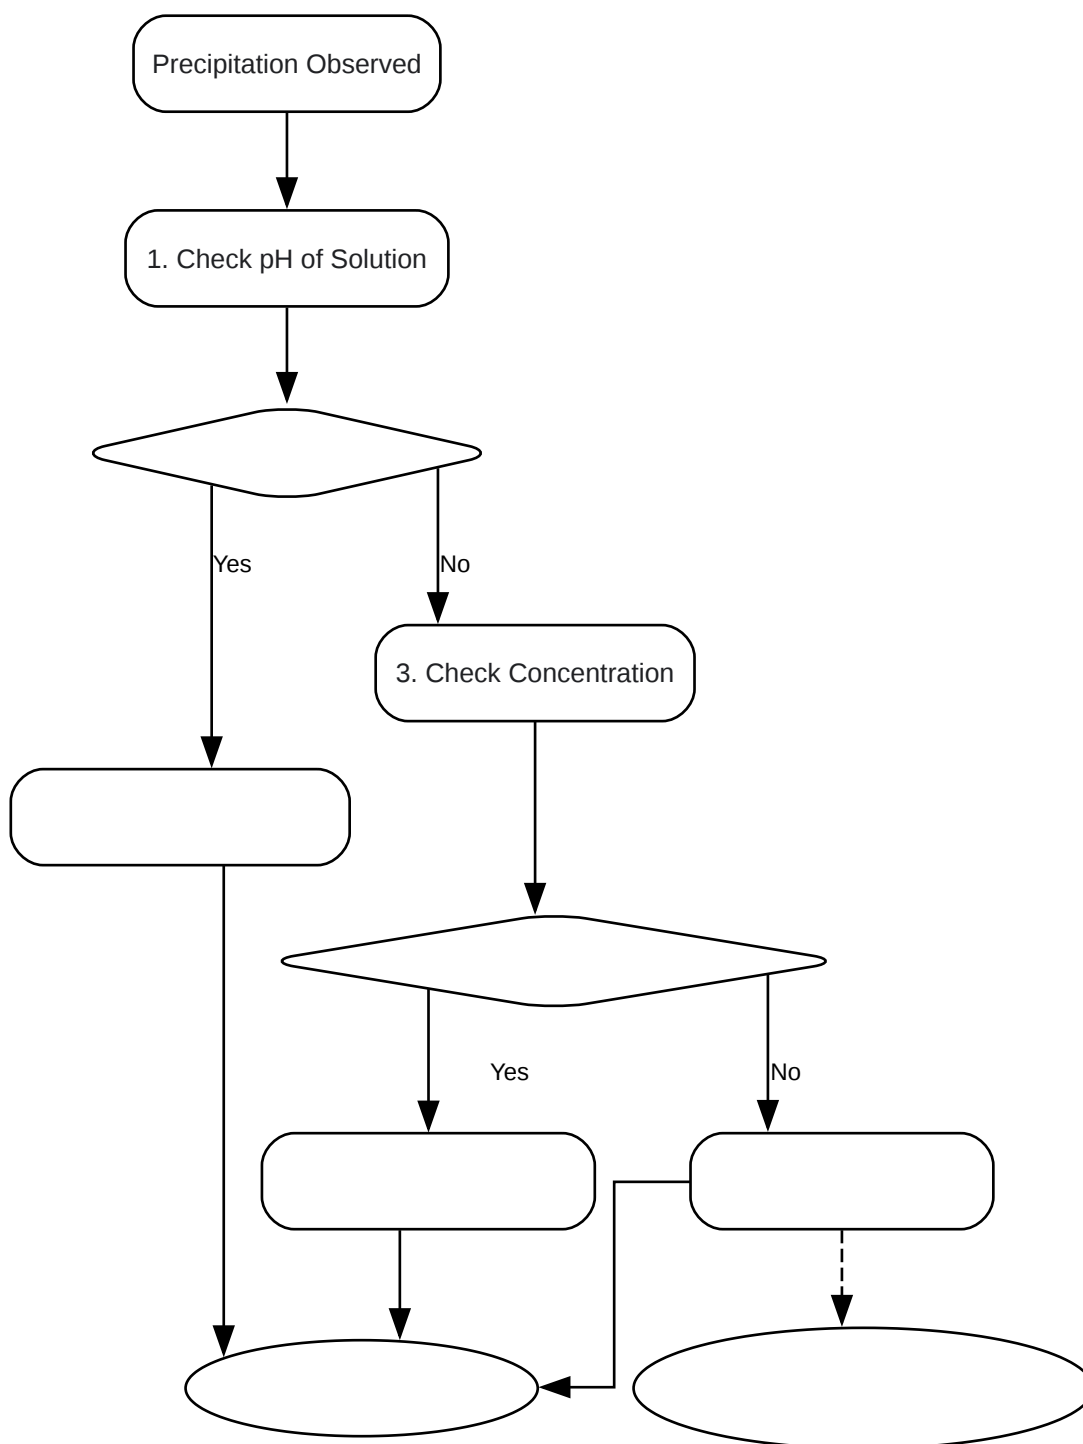 Precipitation Observed
1. Check pH of Solution
Yes
No
3. Check Concentration
Yes
No